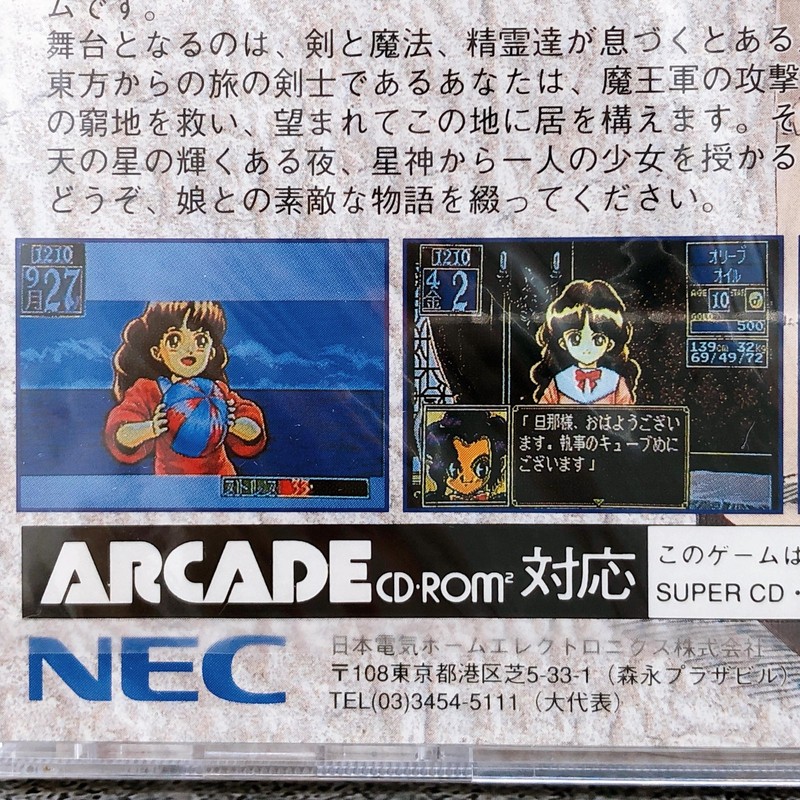 ムです。
舞台となるのは、剣と魔法、精霊達が息づくとある
東方からの旅の剣士であるあなたは、魔王軍の攻撃
の窮地を救い、望まれてこの地に居を構えます。そ
天の星の輝くある夜、星神から一人の少女を授かる
どうぞ、娘との素敵な物語を綴ってください。
1210
9月27
ストレス 33
1210
4 2
金
オリーブ
オイル
AGE 10
GOLD
500
139cm 32kg
69/49/72
「旦那様、おはようござい
ます。執事のキューブめに
ございます」
ARCADE CD・ROM² 対応
このゲームは
SUPER CD・
NEC
日本電気ホームエレクトロニクス株式会社
〒108東京都港区芝5-33-1（森永プラザビル）
TEL(03)3454-5111（大代表）